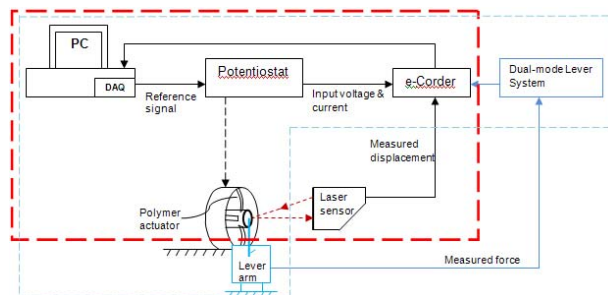 PC
DAQ
Reference
signal
Potentiostat
Input voltage &
current
e-Corder
Dual-mode Lever
System
Measured
displacement
Polymer
actuator
Laser
sensor
Lever
arm
Measured force